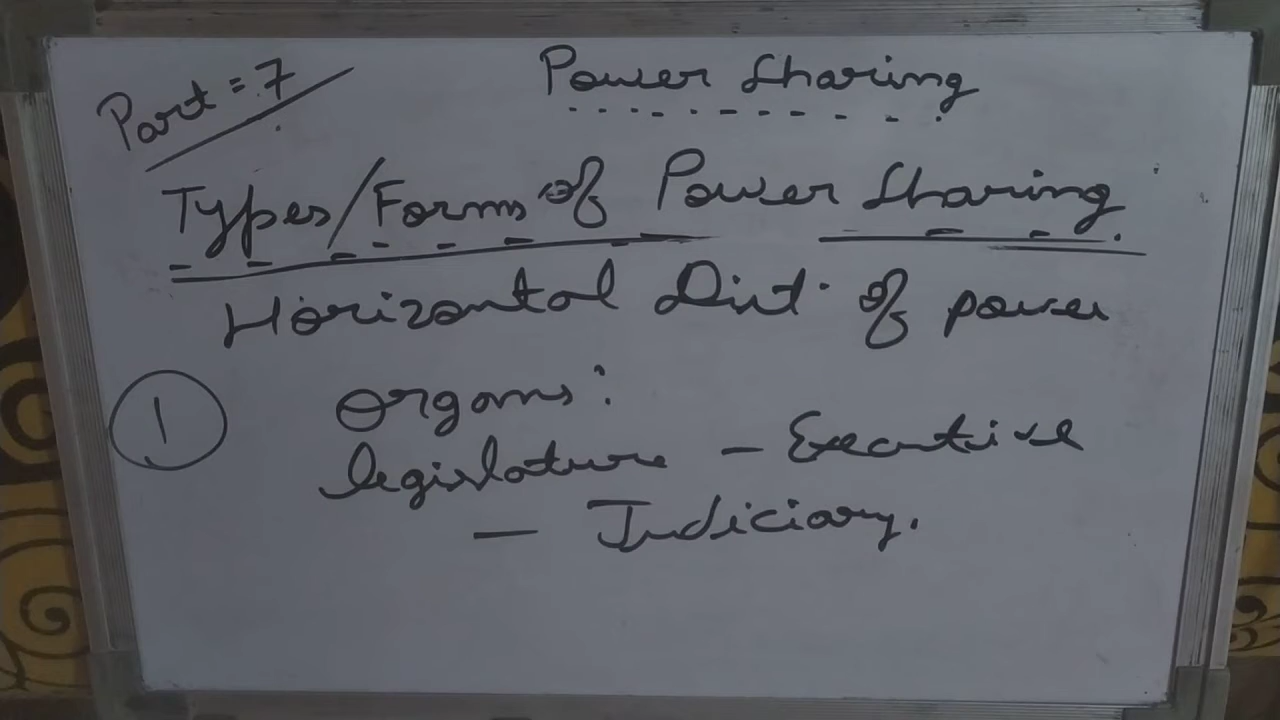 Part = 7
Power Sharing
Types/Forms of Power Sharing
Horizontal Dist. of power
1
organs:
legislature - Executive
- Judiciary.